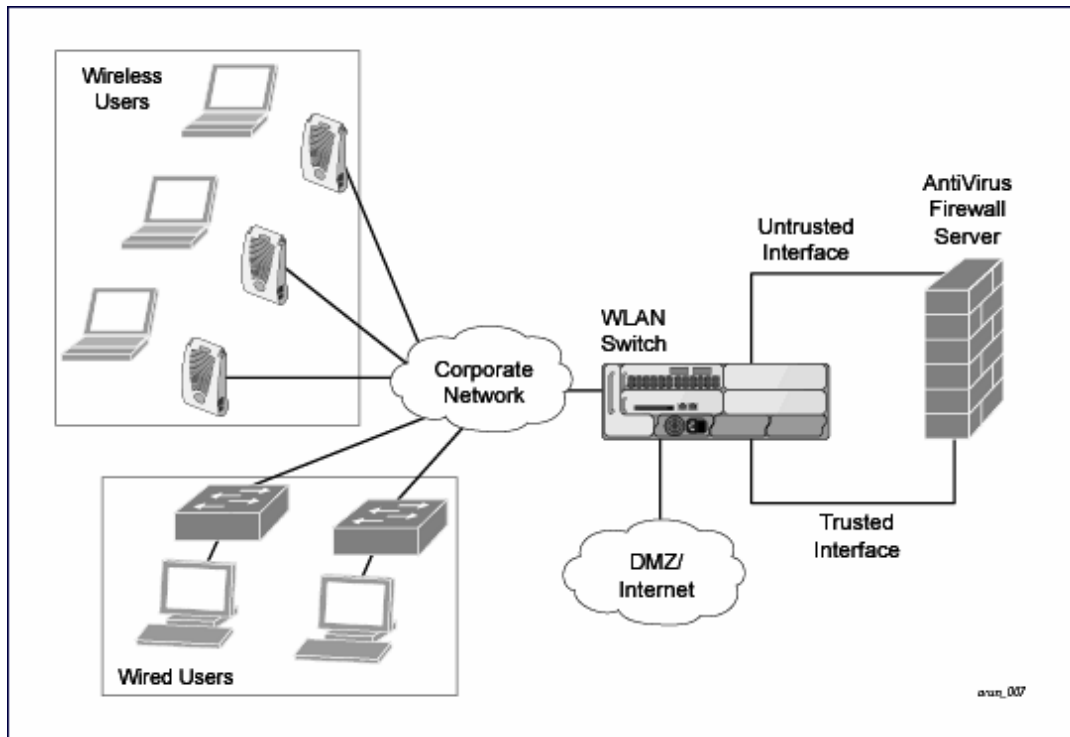 Wireless
Users
AntiVirus
Firewall
Server
Untrusted
Interface
WLAN
Switch
Corporate
Network
Trusted
Interface
DMZ/
Internet
Wired Users
arun_007